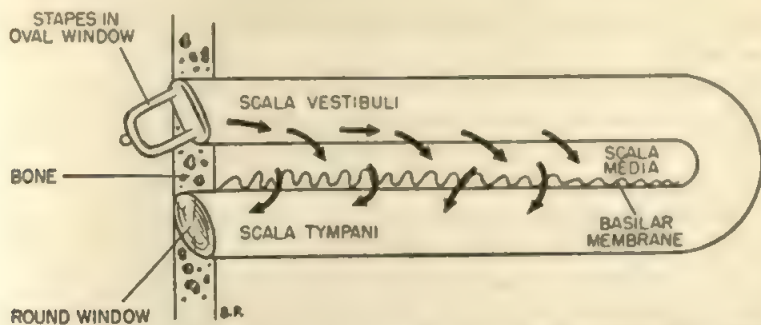 STAPES IN
OVAL WINDOW
SCALA VESTIBULI
SCALA
MEDIA
BONE
BASILAR
MEMBRANE
SCALA TYMPANI
ROUND WINDOW
S.P.